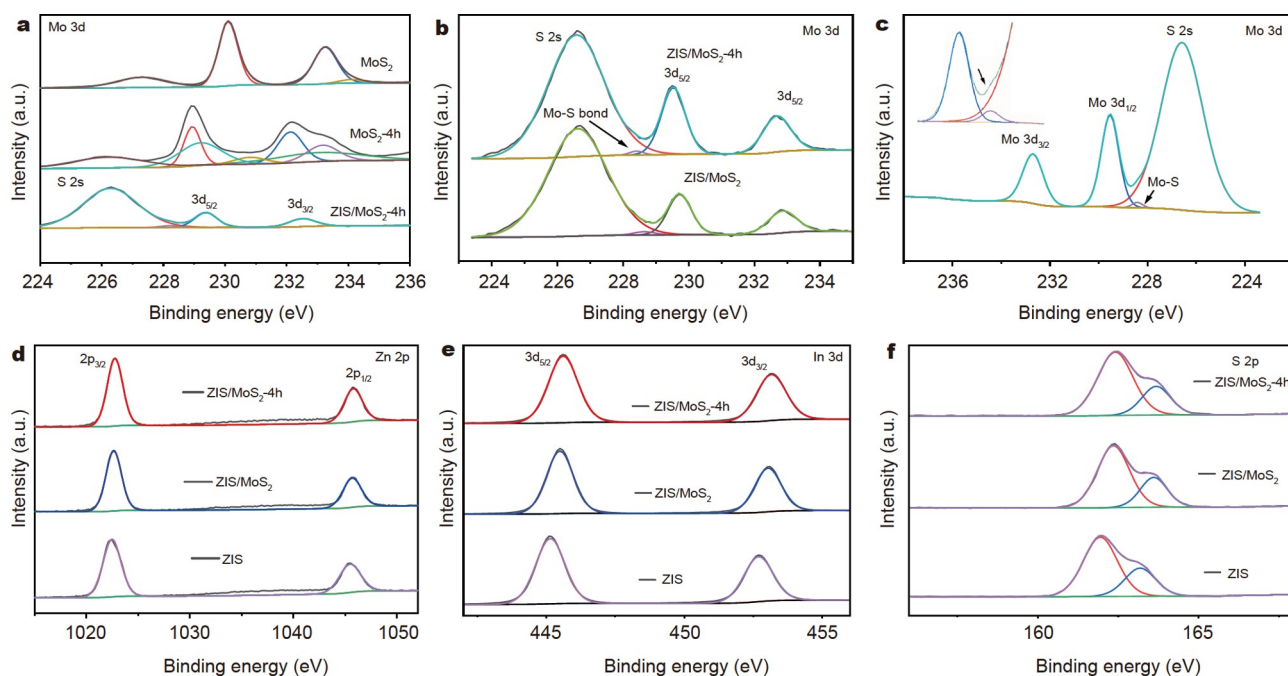 a
Mo 3d
MoS₂
MoS₂-4h
S 2s
3d₅/₂
3d₃/₂
ZIS/MoS₂-4h
Intensity (a.u.)
224 226 228 230 232 234 236
Binding energy (eV)
b
Mo 3d
S 2s
ZIS/MoS₂-4h
3d₅/₂
3d₅/₂
Mo-S bond
ZIS/MoS₂
Intensity (a.u.)
224 226 228 230 232 234
Binding energy (eV)
c
S 2s
Mo 3d
Mo 3d₁/₂
Mo 3d₃/₂
Mo-S
Intensity (a.u.)
236 232 228 224
Binding energy (eV)
d
Zn 2p
2p₃/₂
2p₁/₂
ZIS/MoS₂-4h
ZIS/MoS₂
ZIS
Intensity (a.u.)
1020 1030 1040 1050
Binding energy (eV)
e
In 3d
3d₅/₂
3d₃/₂
ZIS/MoS₂-4h
ZIS/MoS₂
ZIS
Intensity (a.u.)
445 450 455
Binding energy (eV)
f
S 2p
ZIS/MoS₂-4h
ZIS/MoS₂
ZIS
Intensity (a.u.)
160 165
Binding energy (eV)